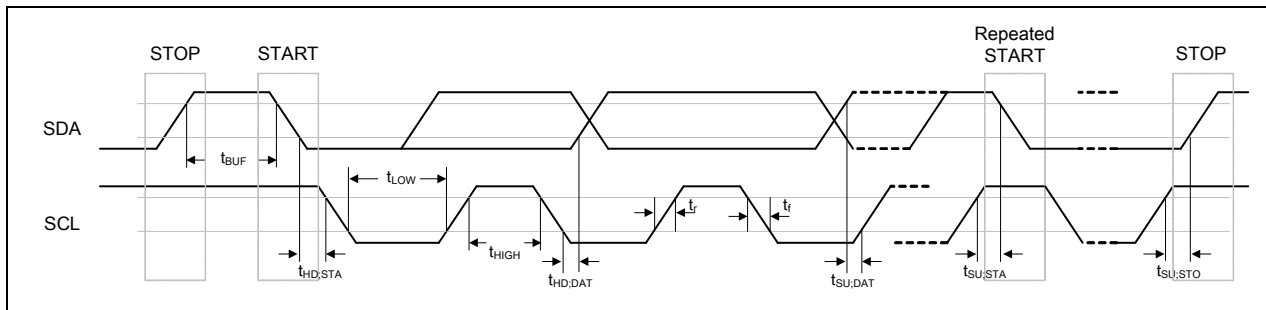 STOP
START
Repeated
START
STOP
SDA
tBUF
tLOW
SCL
tr
tf
tHD;STA
tHIGH
tHD;DAT
tSU;DAT
tSU;STA
tSU;STO